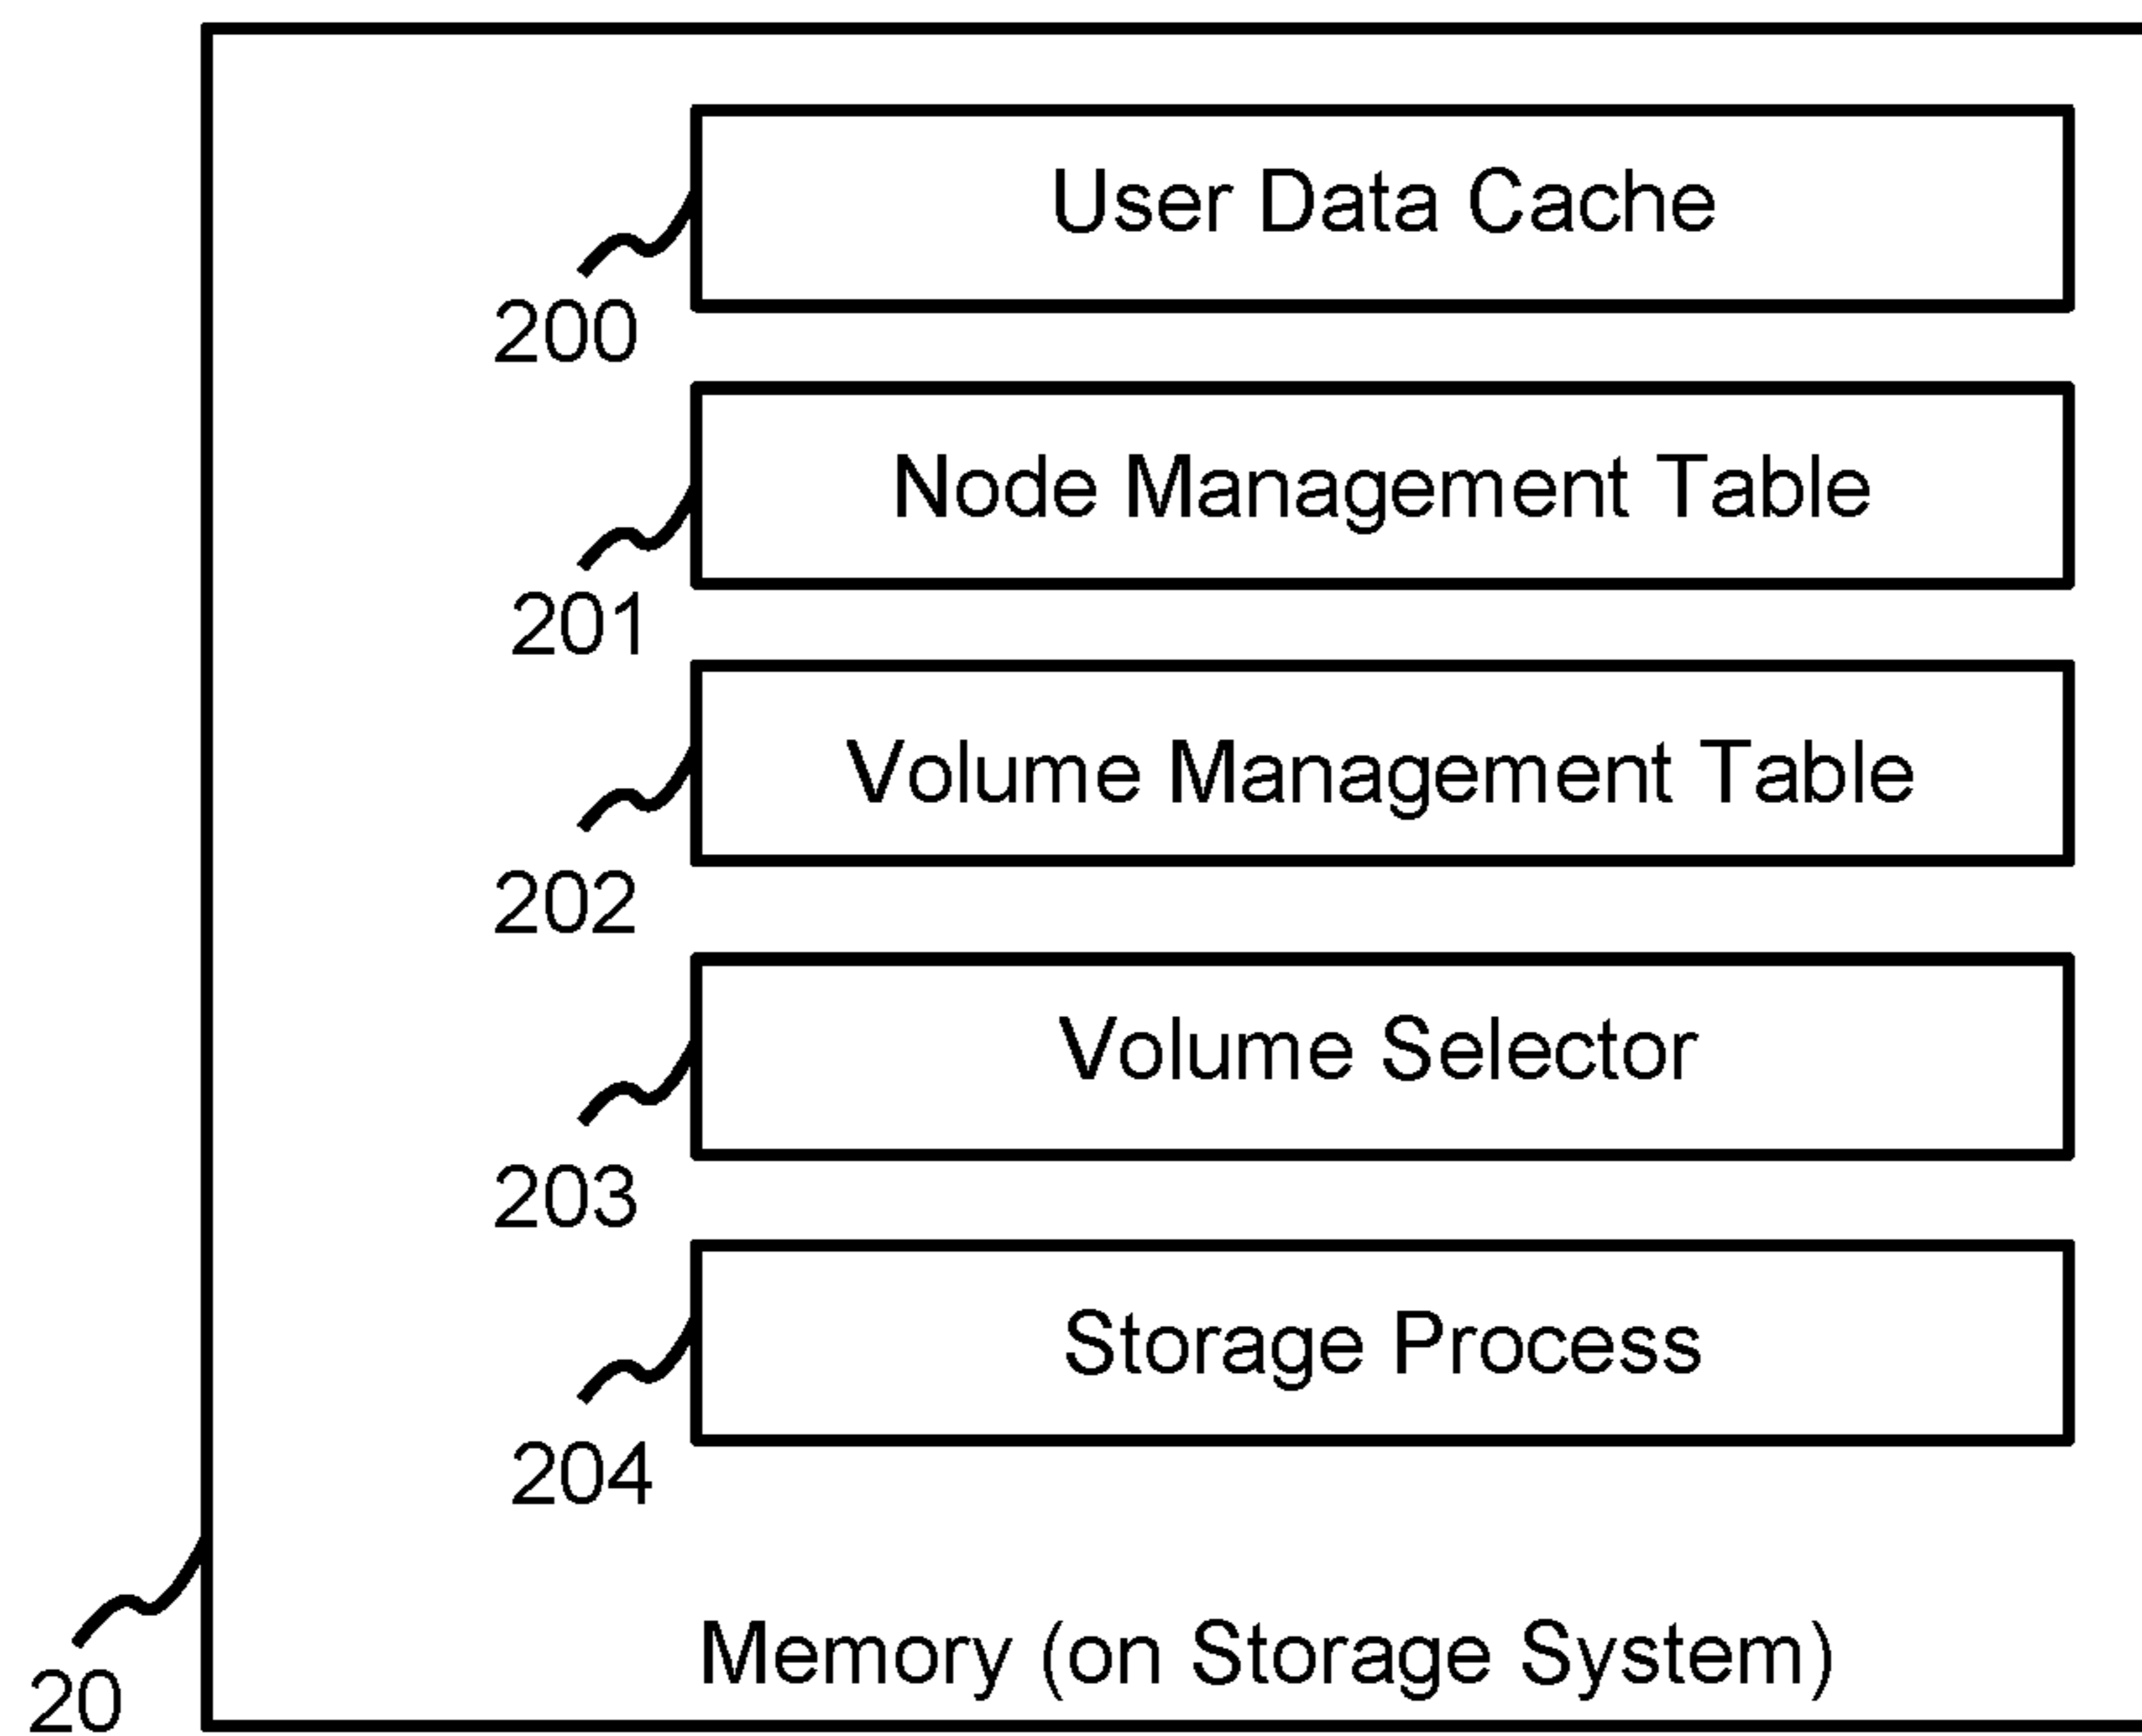 User Data Cache
200
Node Management Table
201
Volume Management Table
202
Volume Selector
203
Storage Process
204
Memory (on Storage System)
20